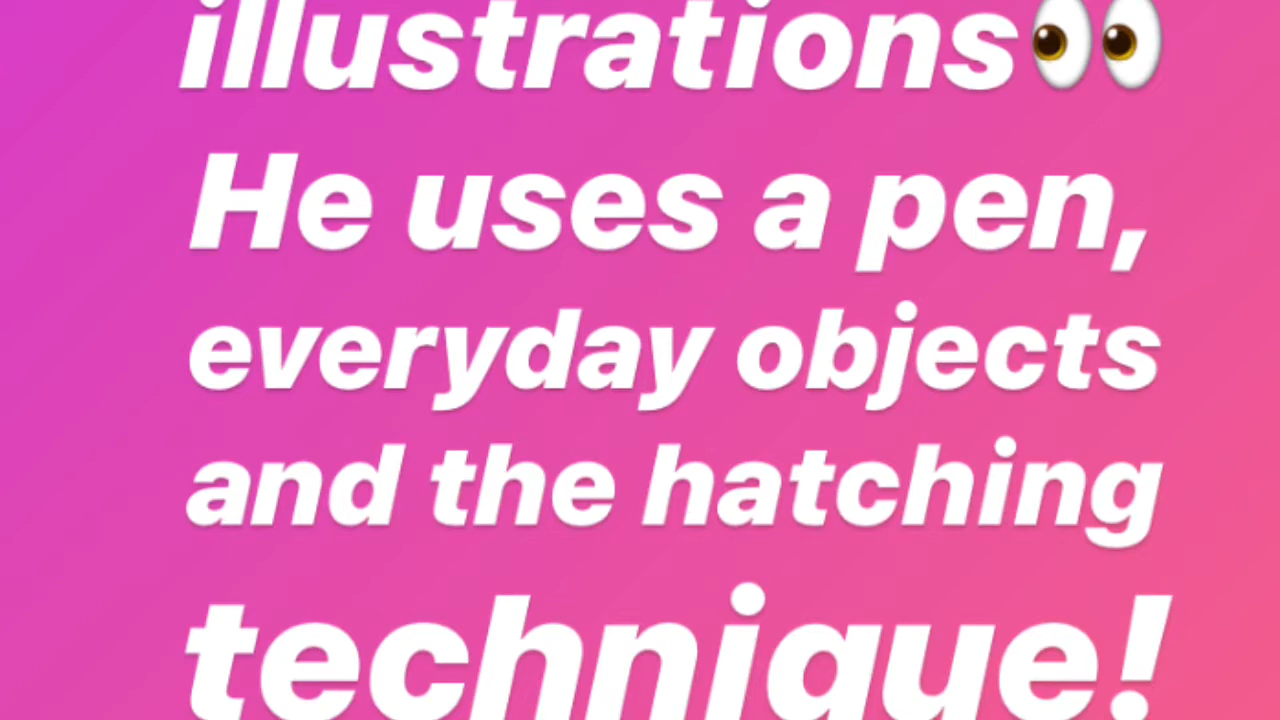 illustrations👀
He uses a pen,
everyday objects
and the hatching
technique!